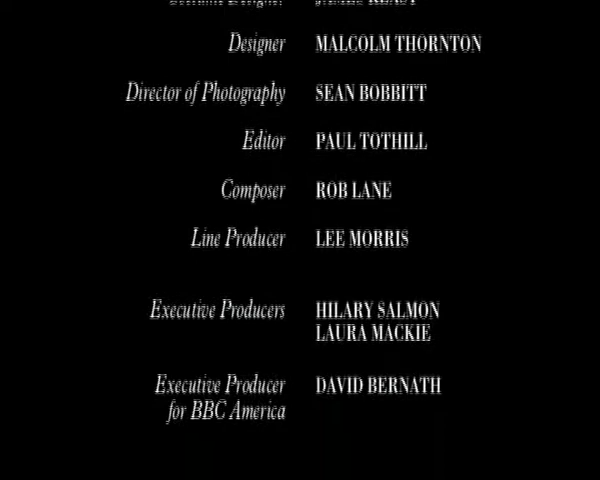 Designer MALCOLM THORNTON
Director of Photography SEAN BOBBITT
Editor PAUL TOTHILL
Composer ROB LANE
Line Producer LEE MORRIS
Executive Producers HILARY SALMON
LAURA MACKIE
Executive Producer DAVID BERNATH
for BBC America